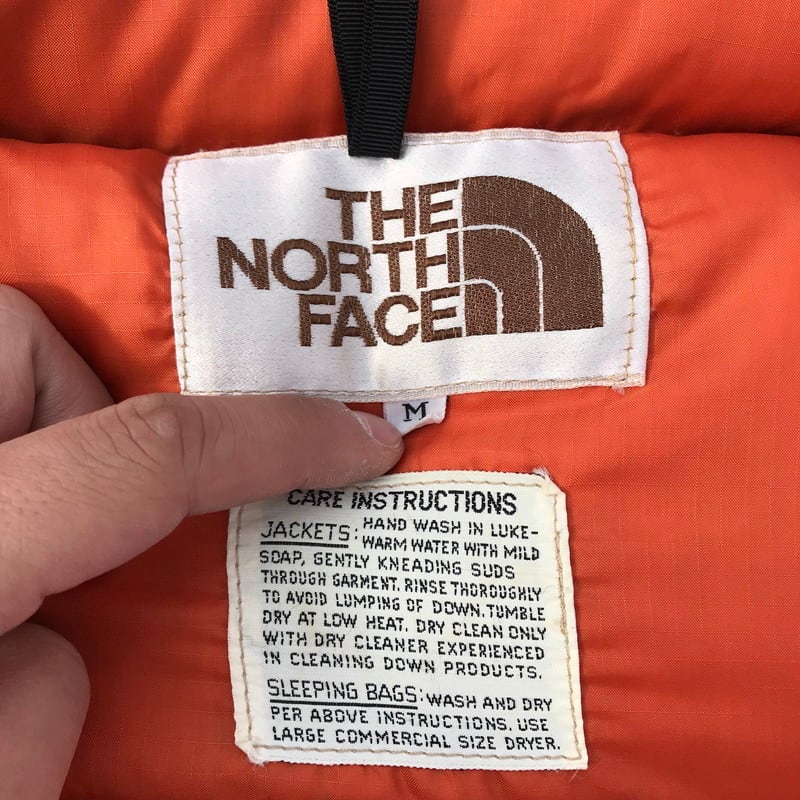 THE
NORTH
FACE
M
CARE INSTRUCTIONS
JACKETS: HAND WASH IN LUKE-
WARM WATER WITH MILD
SOAP, GENTLY KNEADING SUDS
THROUGH GARMENT. RINSE THOROUGHLY
TO AVOID LUMPING OF DOWN. TUMBLE
DRY AT LOW HEAT. DRY CLEAN ONLY
WITH DRY CLEANER EXPERIENCED
IN CLEANING DOWN PRODUCTS.
SLEEPING BAGS: WASH AND DRY
PER ABOVE INSTRUCTIONS. USE
LARGE COMMERCIAL SIZE DRYER.